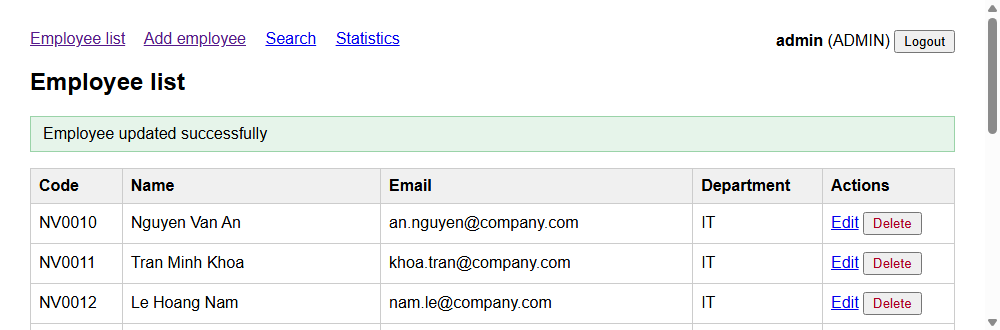 Employee list Add employee Search Statistics admin (ADMIN) Logout
Employee list
Employee updated successfully
Code Name Email Department Actions
NV0010 Nguyen Van An an.nguyen@company.com IT Edit Delete
NV0011 Tran Minh Khoa khoa.tran@company.com IT Edit Delete
NV0012 Le Hoang Nam nam.le@company.com IT Edit Delete